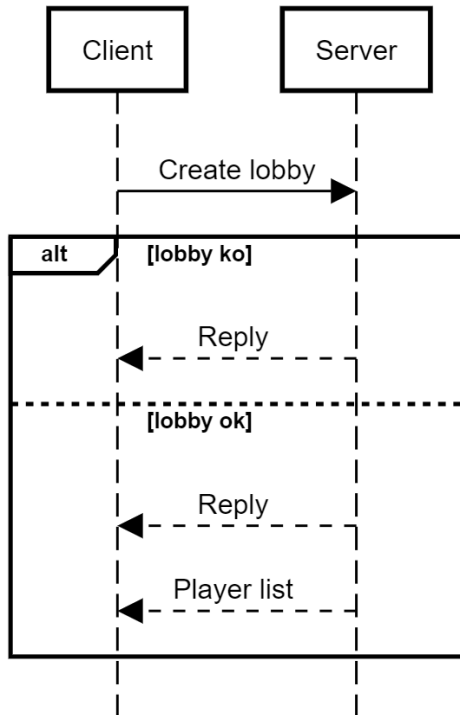 Client
Server
Create lobby
alt
[lobby ko]
Reply
[lobby ok]
Reply
Player list